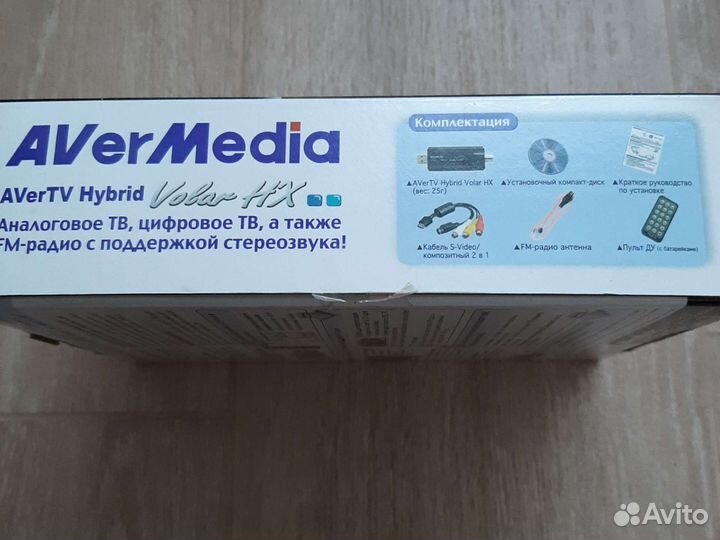 AVerMedia
AVerTV Hybrid Volar HX
Аналоговое ТВ, цифровое ТВ, а также
FM-радио с поддержкой стереозвука!
Комплектация
▲AVerTV Hybrid Volar HX
(вес: 25г)
▲Установочный компакт-диск
▲Краткое руководство
по установке
▲Кабель S-Video/
композитный 2 в 1
▲FM-радио антенна
▲Пульт ДУ (с батарейками)
Avito